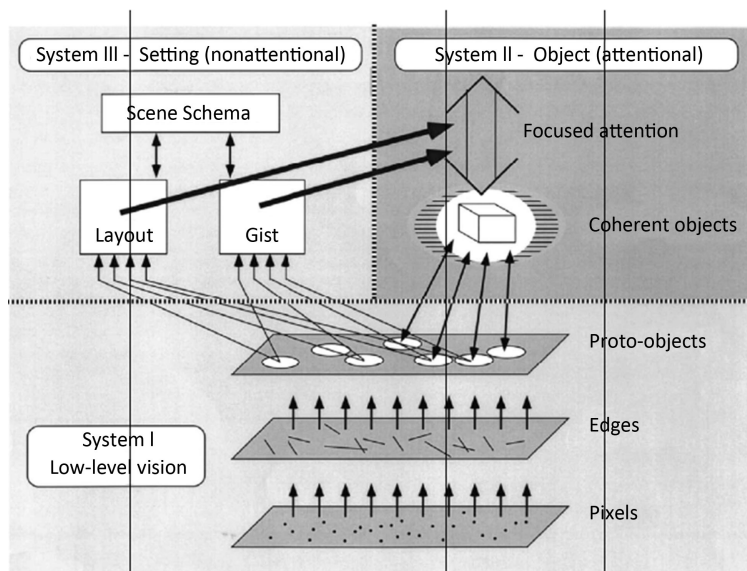 System III - Setting (nonattentional)
System ll - Object (attentional)
Scene Schema
Focused attention
Layout
Gist
Coherent objects
Proto-objects
Edges
System l
Low-level vision
Pixels